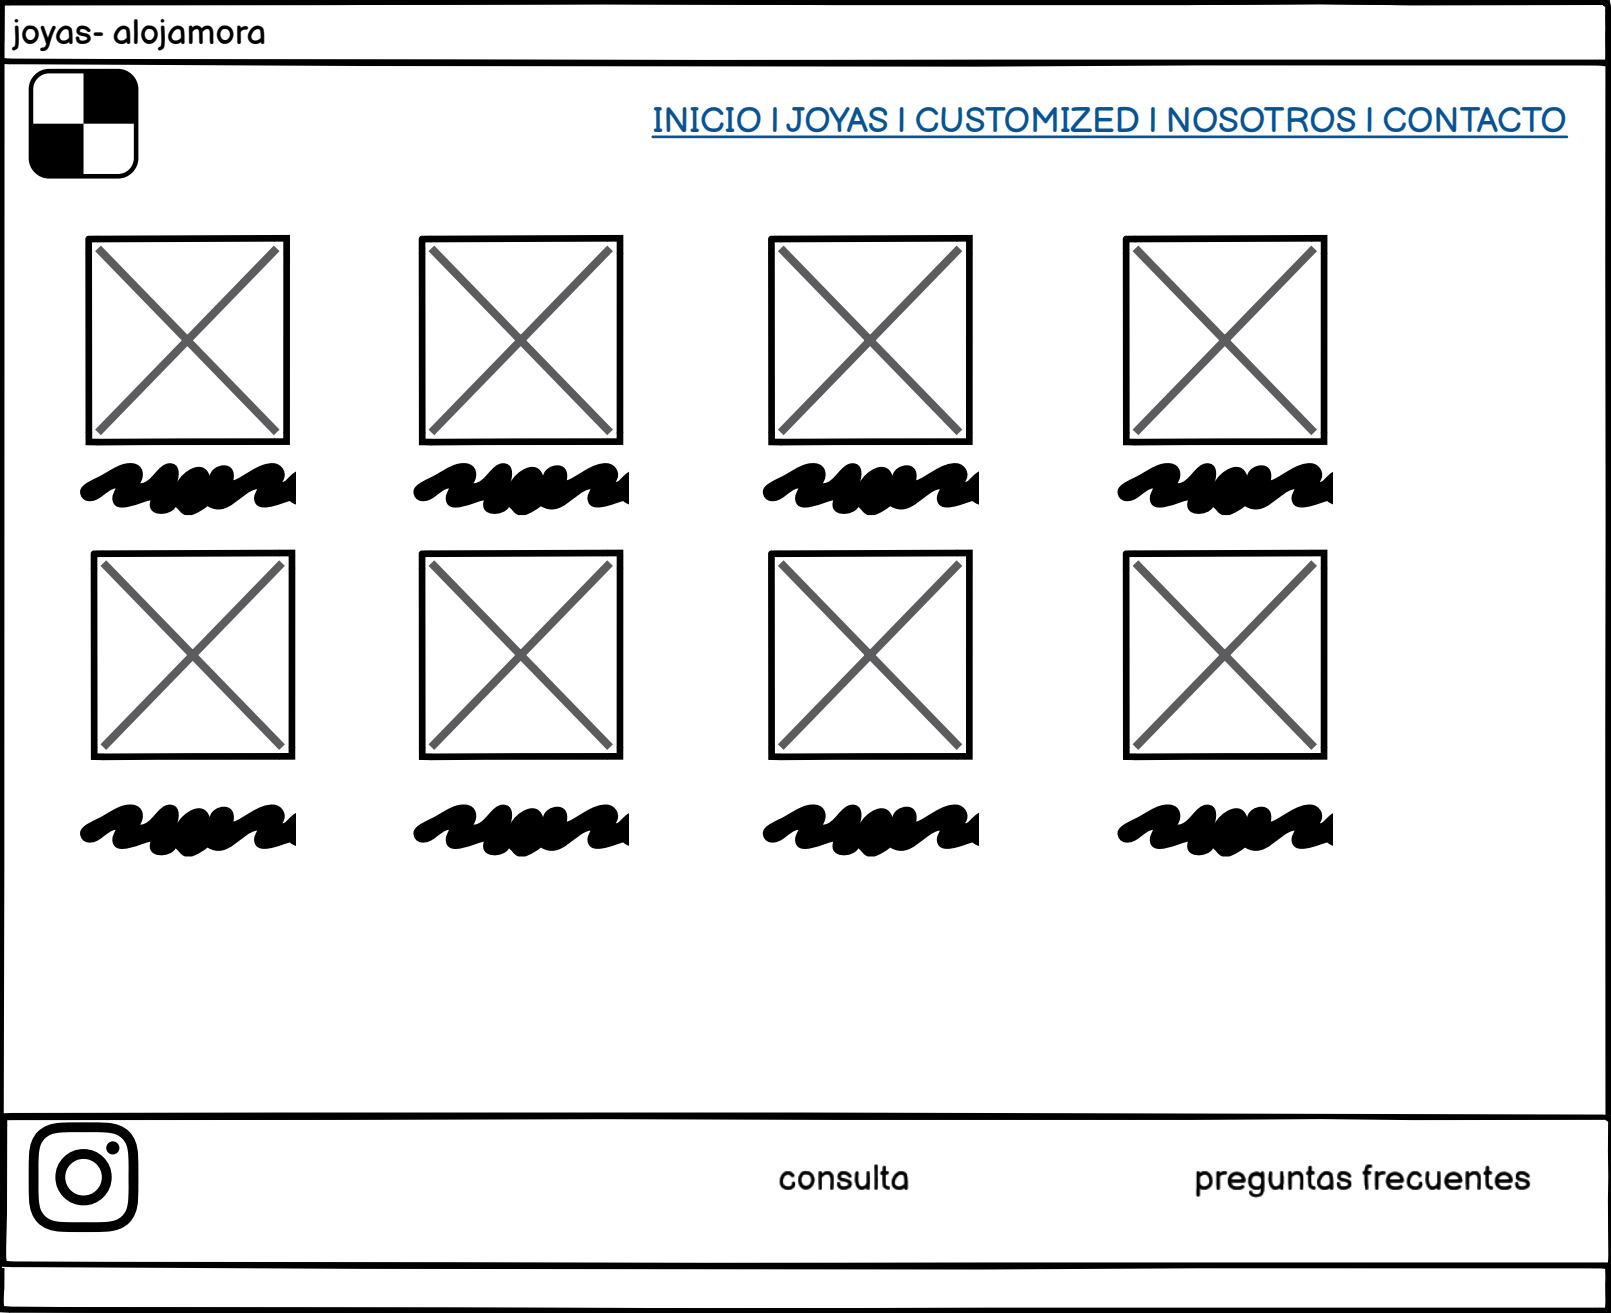 joyas- alojamora
INICIO | JOYAS | CUSTOMIZED | NOSOTROS | CONTACTO
consulta
preguntas frecuentes